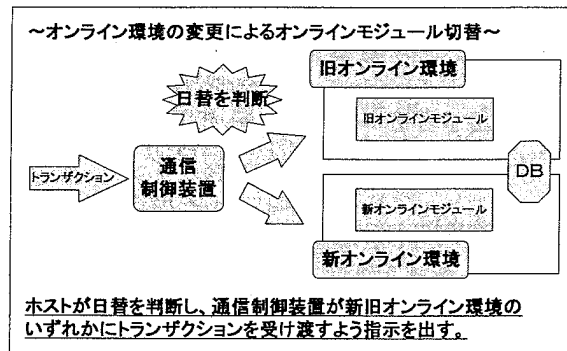 ～オンライン環境の変更によるオンラインモジュール切替～
日替を判断
旧オンライン環境
旧オンラインモジュール
トランザクション
通信
制御装置
DB
新オンラインモジュール
新オンライン環境
ホストが日替を判断し、通信制御装置が新旧オンライン環境の
いずれかにトランザクションを受け渡すよう指示を出す。